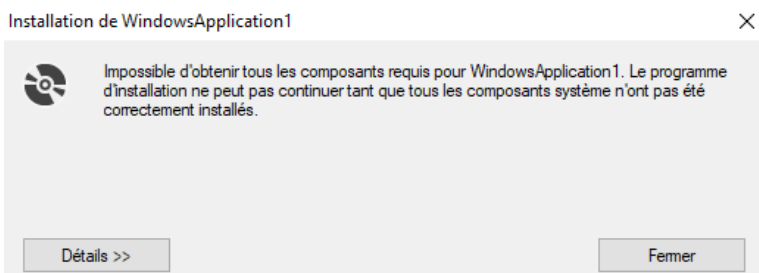 Installation de WindowsApplication1
Impossible d'obtenir tous les composants requis pour WindowsApplication1. Le programme
d'installation ne peut pas continuer tant que tous les composants système n'ont pas été
correctement installés.
Détails >>
Fermer